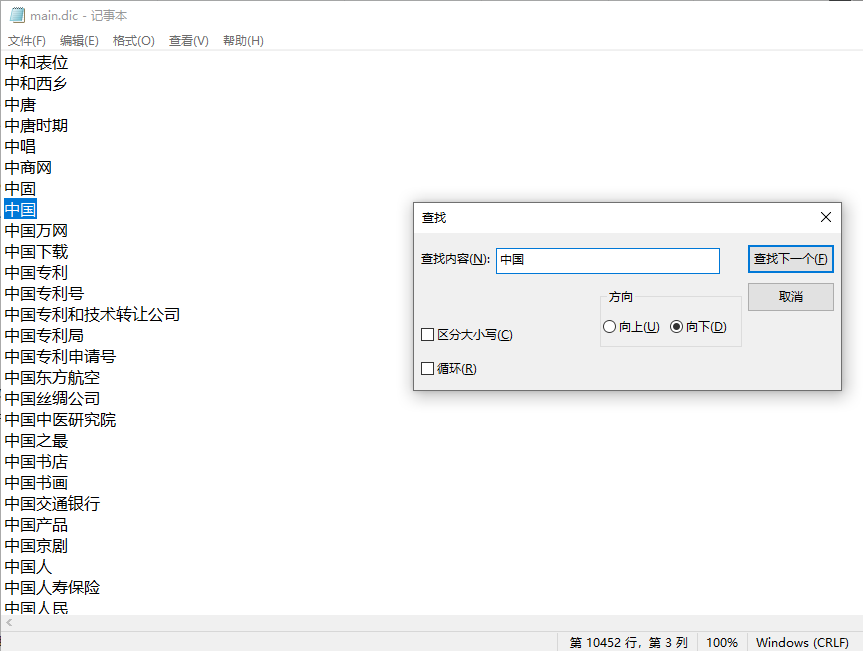 main.dic - 记事本
文件(F) 编辑(E) 格式(O) 查看(V) 帮助(H)
中和表位
中和西乡
中唐
中唐时期
中唱
中商网
中固
中国
中国万网
中国下载
中国专利
中国专利号
中国专利和技术转让公司
中国专利局
中国专利申请号
中国东方航空
中国丝绸公司
中国中医研究院
中国之最
中国书店
中国书画
中国交通银行
中国产品
中国京剧
中国人
中国人寿保险
中国人民
查找
查找内容(N): 中国 查找下一个(F)
方向 取消
向上(U) 向下(D)
区分大小写(C)
循环(R)
第 10452 行，第 3 列 100% Windows (CRLF)